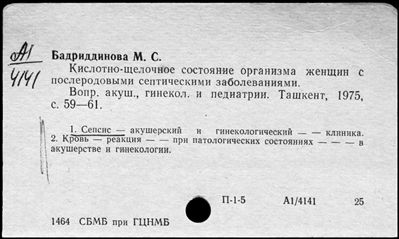 А1
4141
Бадриддинова М. С.
Кислотно-щелочное состояние организма женщин с
послеродовыми септическими заболеваниями.
Вопр. акуш., гинекол. и педиатрии. Ташкент, 1975,
с. 59—61.
1. Сепсис — акушерский и гинекологический — — клиника.
2. Кровь — реакция — — при патологических состояниях — — — в
акушерстве и гинекологии.
П-1-5 А1/4141 25
1464 СБМБ при ГЦНМБ